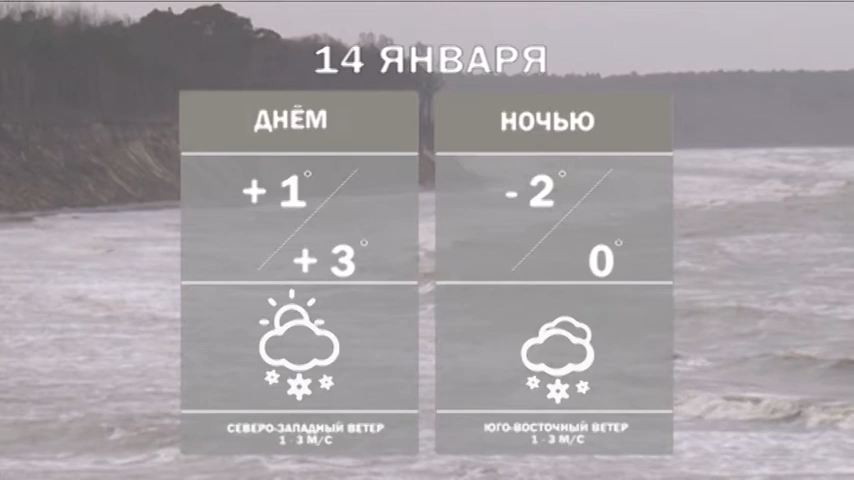 14 ЯНВАРЯ
ДНЁМ
+ 1°
+ 3°
СЕВЕРО-ЗАПАДНЫЙ ВЕТЕР
1 - 3 М/С
НОЧЬЮ
- 2°
0°
ЮГО-ВОСТОЧНЫЙ ВЕТЕР
1 - 3 М/С